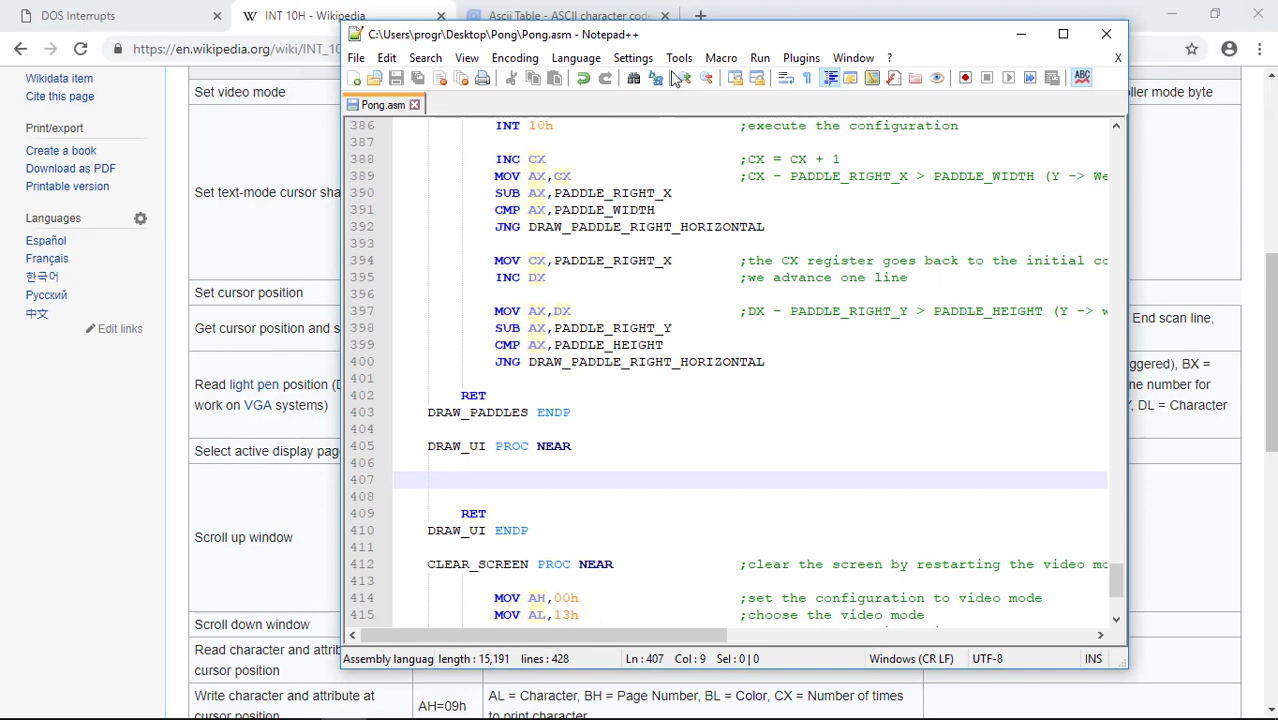 DOS Interrupts
INT 10H - Wikipedia
Ascii Table - ASCII character code
https://en.wikipedia.org/wiki/INT_10
C:\Users\progr\Desktop\Pong\Pong.asm - Notepad++
File Edit Search View Encoding Language Settings Tools Macro Run Plugins Window ? X
ABC
Pong.asm
386 INT 10h ;execute the configuration
387
388 INC CX ;CX = CX + 1
389 MOV AX,CX ;CX - PADDLE_RIGHT_X > PADDLE_WIDTH (Y -> We
390 SUB AX,PADDLE_RIGHT_X
391 CMP AX,PADDLE_WIDTH
392 JNG DRAW_PADDLE_RIGHT_HORIZONTAL
393
394 MOV CX,PADDLE_RIGHT_X ;the CX register goes back to the initial co
395 INC DX ;we advance one line
396
397 MOV AX,DX ;DX - PADDLE_RIGHT_Y > PADDLE_HEIGHT (Y -> w
398 SUB AX,PADDLE_RIGHT_Y
399 CMP AX,PADDLE_HEIGHT
400 JNG DRAW_PADDLE_RIGHT_HORIZONTAL
401
402 RET
403 DRAW_PADDLES ENDP
404
405 DRAW_UI PROC NEAR
406
407
408
409 RET
410 DRAW_UI ENDP
411
412 CLEAR_SCREEN PROC NEAR ;clear the screen by restarting the video mo
413
414 MOV AH,00h ;set the configuration to video mode
415 MOV AL,13h ;choose the video mode
Assembly languag length : 15,191 lines : 428 Ln : 407 Col : 9 Sel : 0 | 0 Windows (CR LF) UTF-8 INS
Wikidata item
Cite this page
Print/export
Create a book
Download as PDF
Printable version
Languages
Español
Français
한국어
Русский
中文
Edit links
Set video mode
Set text-mode cursor sha
Set cursor position
Get cursor position and s
Read light pen position (D
work on VGA systems)
Select active display pag
Scroll up window
Scroll down window
Read character and attrib
cursor position
Write character and attribute at
cursor position
AH=09h
AL = Character, BH = Page Number, BL = Color, CX = Number of times
to print character
ller mode byte
End scan line,
ggered), BX =
ne number for
Y, DL = Character